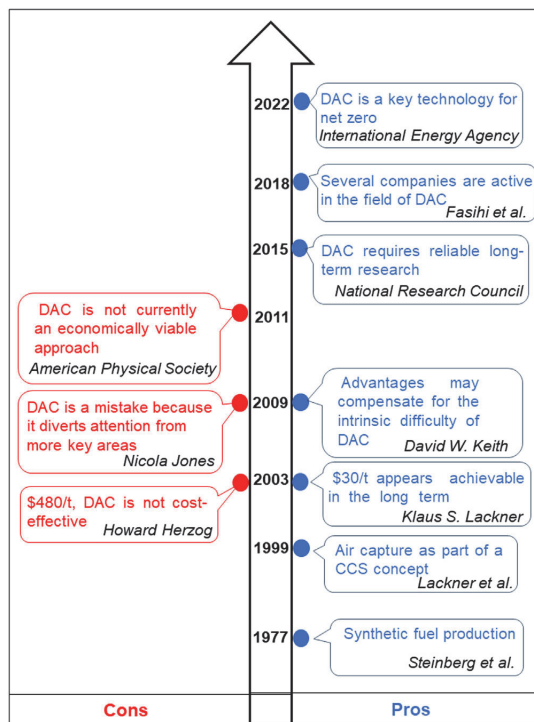 2022
DAC is a key technology for
net zero
International Energy Agency
2018
Several companies are active
in the field of DAC
Fasihi et al.
2015
DAC requires reliable long-
term research
National Research Council
DAC is not currently
an economically viable
approach
American Physical Society
2011
DAC is a mistake because
it diverts attention from
more key areas
Nicola Jones
2009
Advantages may
compensate for the
intrinsic difficulty of
DAC
David W. Keith
$480/t, DAC is not cost-
effective
Howard Herzog
2003
$30/t appears achievable
in the long term
Klaus S. Lackner
1999
Air capture as part of a
CCS concept
Lackner et al.
1977
Synthetic fuel production
Steinberg et al.
Cons
Pros